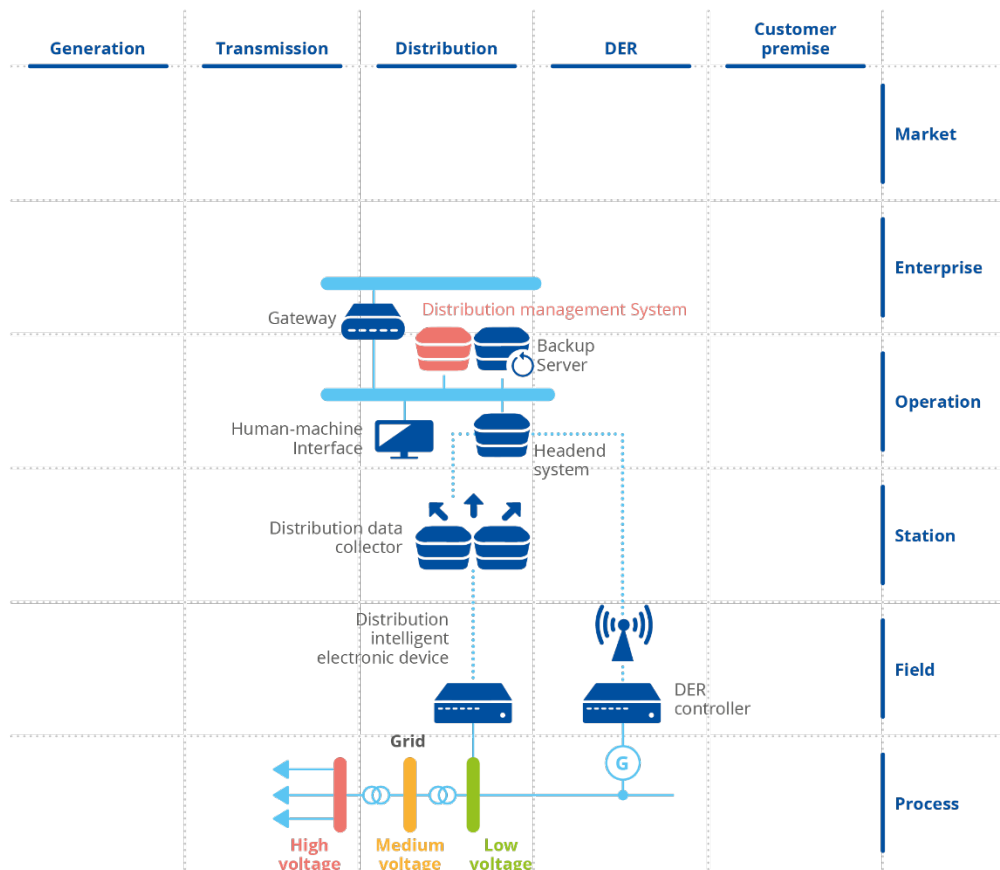 Generation
Transmission
Distribution
DER
Customer
premise
Market
Enterprise
Gateway
Distribution management System
Backup
Server
Operation
Human-machine
Interface
Headend
system
Distribution data
collector
Station
Distribution
intelligent
electronic device
Field
DER
controller
Grid
G
Process
High
voltage
Medium
voltage
Low
voltage